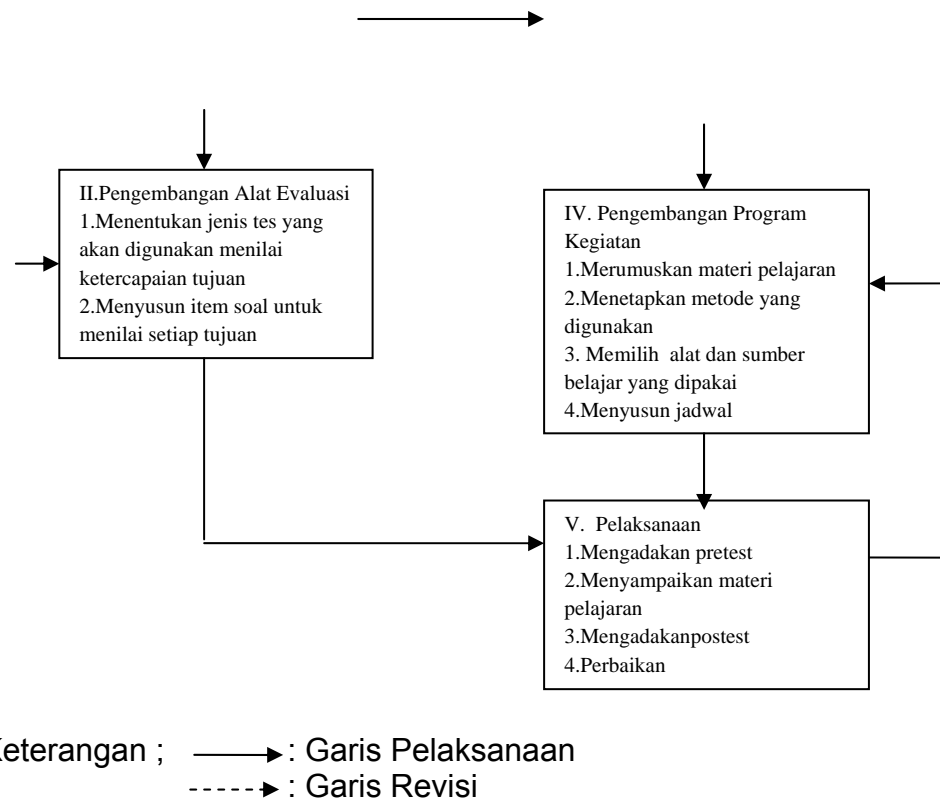 II.Pengembangan Alat Evaluasi
1.Menentukan jenis tes yang
akan digunakan menilai
ketercapaian tujuan
2.Menyusun item soal untuk
menilai setiap tujuan
IV. Pengembangan Program
Kegiatan
1.Merumuskan materi pelajaran
2.Menetapkan metode yang
digunakan
3. Memilih alat dan sumber
belajar yang dipakai
4.Menyusun jadwal
V. Pelaksanaan
1.Mengadakan pretest
2.Menyampaikan materi
pelajaran
3.Mengadakanpostest
4.Perbaikan
Keterangan ; : Garis Pelaksanaan
: Garis Revisi